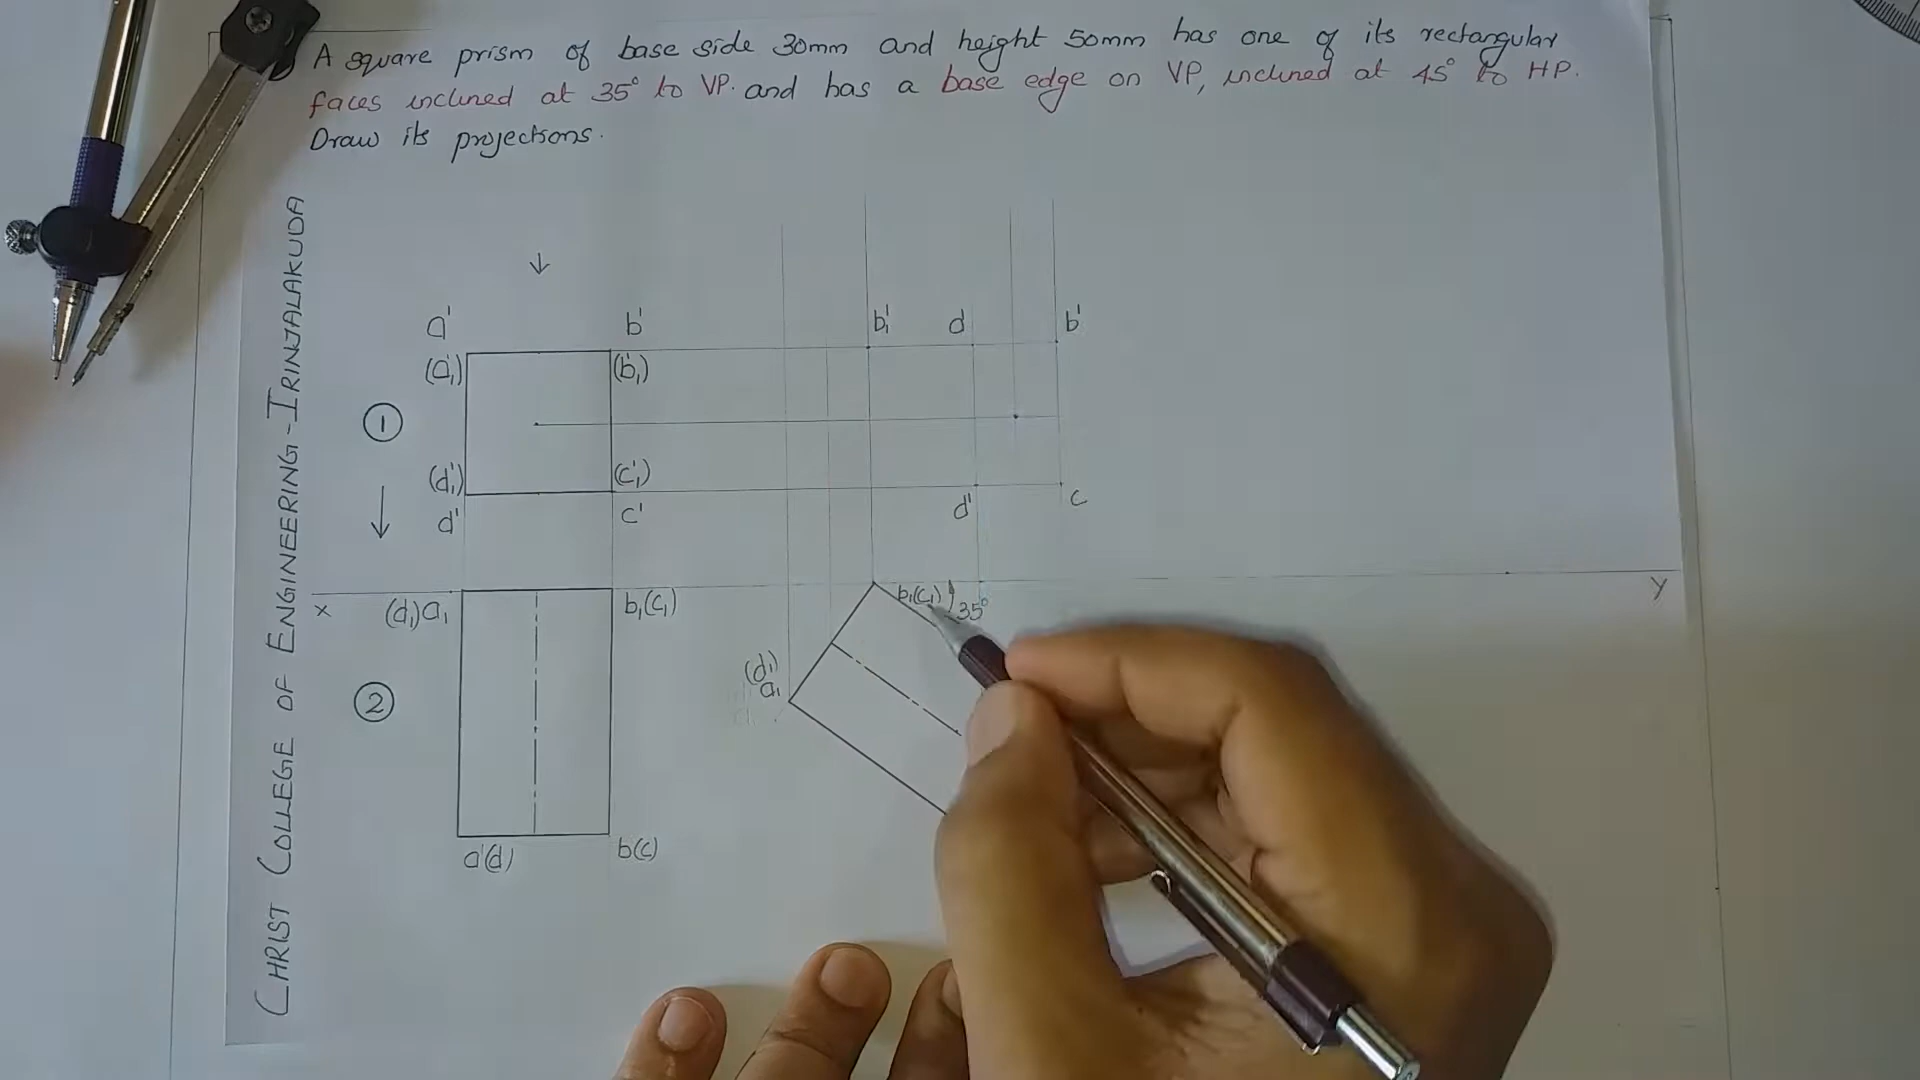 A square prism of base side 30mm and height 50mm has one of its rectangular
faces inclined at 35° to VP. and has a base edge on VP, inclined at 45° to HP.
Draw its projections.
CHRIST COLLEGE OF ENGINEERING-IRINJALAKUDA
a' b' b₁' d b'
(a₁') (b₁')
①
(d₁') (c₁')
d' c' d' c
x (d₁)a₁ b₁(c₁) b₁(c₁) 35° Y
(d₁)
a₁
②
a(d) b(c)